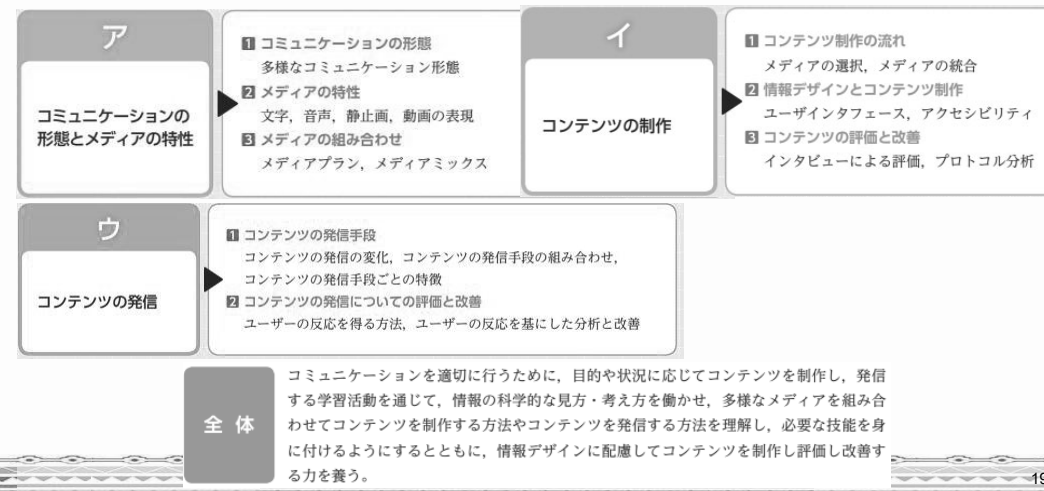 ア
コミュニケーションの
形態とメディアの特性
1 コミュニケーションの形態
多様なコミュニケーション形態
2 メディアの特性
文字，音声，静止画，動画の表現
3 メディアの組み合わせ
メディアプラン，メディアミックス
イ
コンテンツの制作
1 コンテンツ制作の流れ
メディアの選択，メディアの統合
2 情報デザインとコンテンツ制作
ユーザインタフェース，アクセシビリティ
3 コンテンツの評価と改善
インタビューによる評価，プロトコル分析
ウ
コンテンツの発信
1 コンテンツの発信手段
コンテンツの発信の変化，コンテンツの発信手段の組み合わせ，
コンテンツの発信手段ごとの特徴
2 コンテンツの発信についての評価と改善
ユーザーの反応を得る方法，ユーザーの反応を基にした分析と改善
全 体
コミュニケーションを適切に行うために，目的や状況に応じてコンテンツを制作し，発信
する学習活動を通じて，情報の科学的な見方・考え方を働かせ，多様なメディアを組み合
わせてコンテンツを制作する方法やコンテンツを発信する方法を理解し，必要な技能を身
に付けるようにするとともに，情報デザインに配慮してコンテンツを制作し評価し改善す
る力を養う。
19